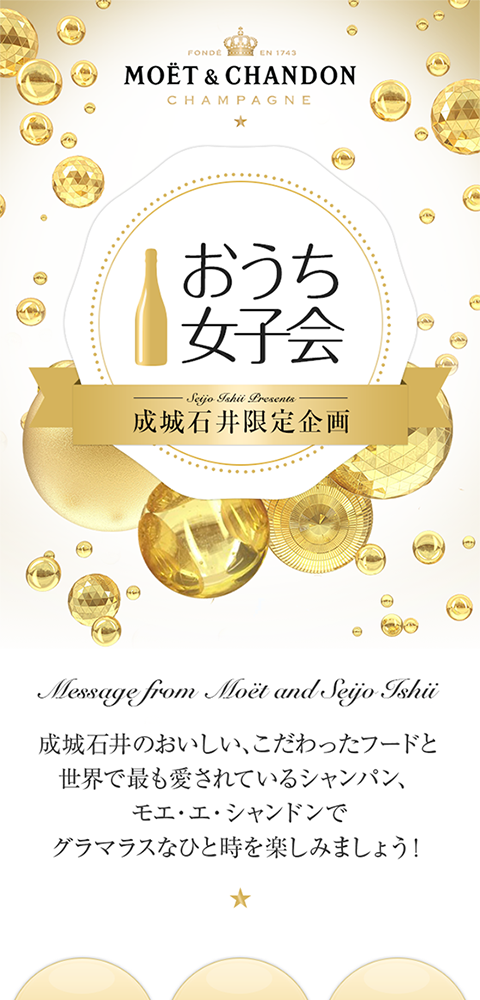 FONDÉ EN 1743
MOËT & CHANDON
CHAMPAGNE
おうち
女子会
Seijo Ishii Presents
成城石井限定企画
Message from Moët and Seijo Ishii
成城石井のおいしい、こだわったフードと
世界で最も愛されているシャンパン、
モエ・エ・シャンドンで
グラマラスなひと時を楽しみましょう!